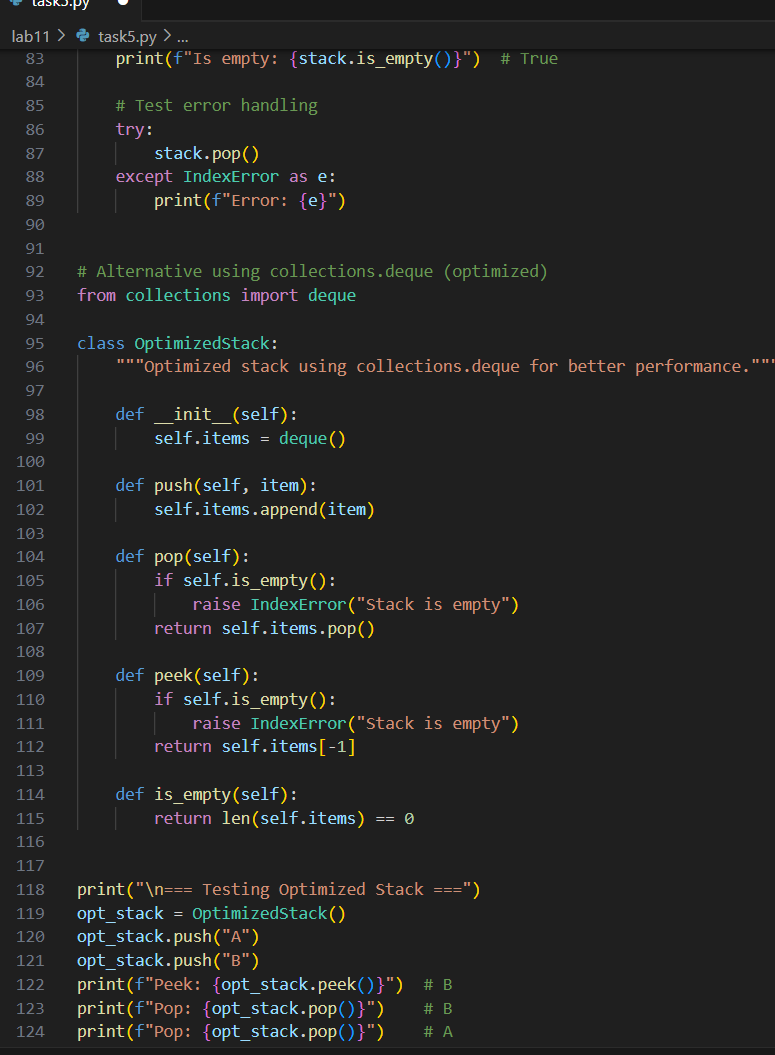 task5.py
lab11 > task5.py > ...
83 print(f"Is empty: {stack.is_empty()}")  # True
84
85 # Test error handling
86 try:
87 stack.pop()
88 except IndexError as e:
89 print(f"Error: {e}")
90
91
92 # Alternative using collections.deque (optimized)
93 from collections import deque
94
95 class OptimizedStack:
96 """Optimized stack using collections.deque for better performance."""
97
98 def __init__(self):
99 self.items = deque()
100
101 def push(self, item):
102 self.items.append(item)
103
104 def pop(self):
105 if self.is_empty():
106 raise IndexError("Stack is empty")
107 return self.items.pop()
108
109 def peek(self):
110 if self.is_empty():
111 raise IndexError("Stack is empty")
112 return self.items[-1]
113
114 def is_empty(self):
115 return len(self.items) == 0
116
117
118 print("\n=== Testing Optimized Stack ===")
119 opt_stack = OptimizedStack()
120 opt_stack.push("A")
121 opt_stack.push("B")
122 print(f"Peek: {opt_stack.peek()}")  # B
123 print(f"Pop: {opt_stack.pop()}")    # B
124 print(f"Pop: {opt_stack.pop()}")    # A